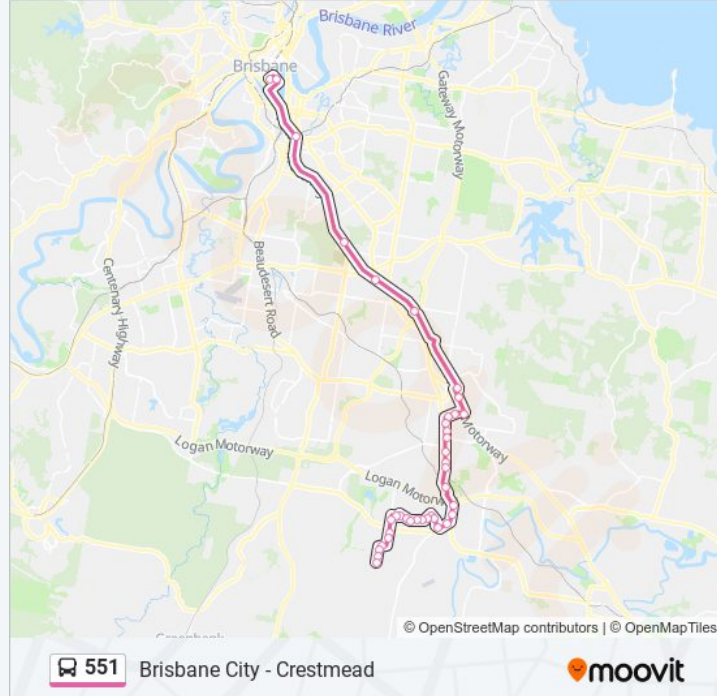 Brisbane River
Brisbane
Gateway Motorway
Centenary Highway
Beaudesert Road
Motorway
Logan Motorway
Logan Motorw
© OpenStreetMap contributors | © OpenMapTiles
551 Brisbane City - Crestmead
moovit